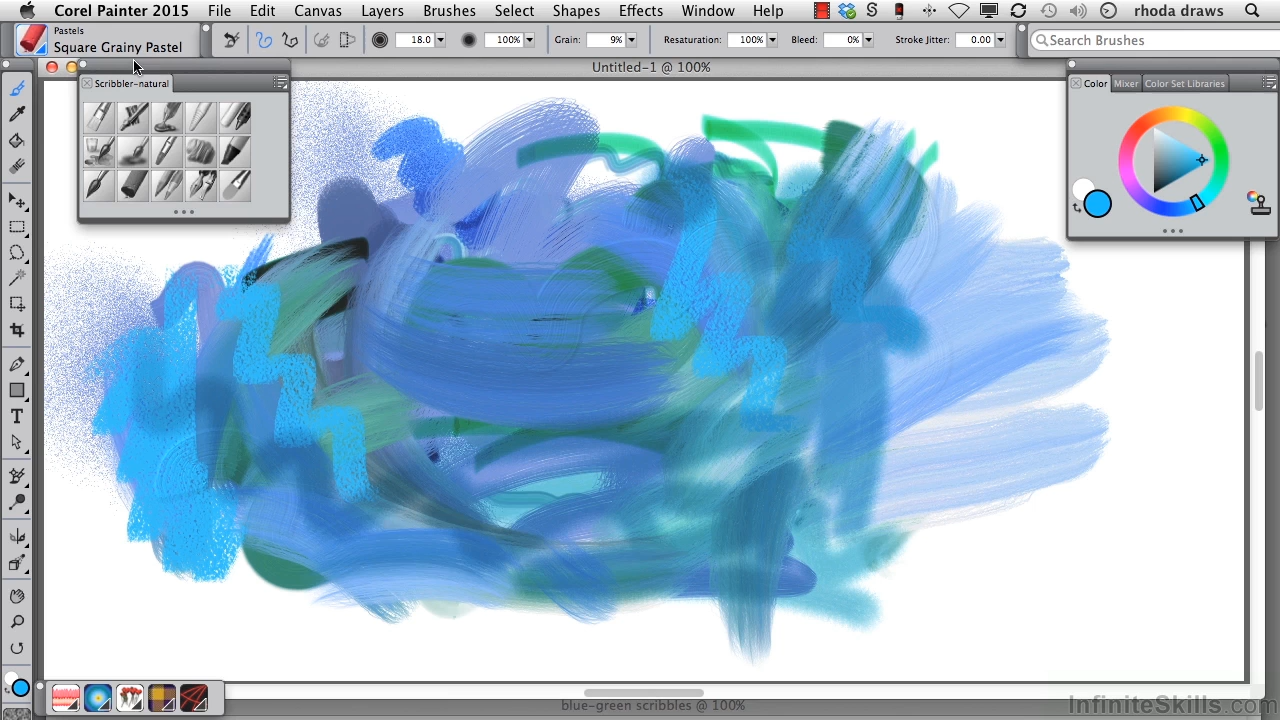 Corel Painter 2015 File Edit Canvas Layers Brushes Select Shapes Effects Window Help rhoda draws
Pastels
Square Grainy Pastel
18.0 100% Grain: 9% Resaturation: 100% Bleed: 0% Stroke Jitter: 0.00 Search Brushes
Untitled-1 @ 100%
Scribbler-natural
Color Mixer Color Set Libraries
T
blue-green scribbles @ 100%
InfiniteSkills.com